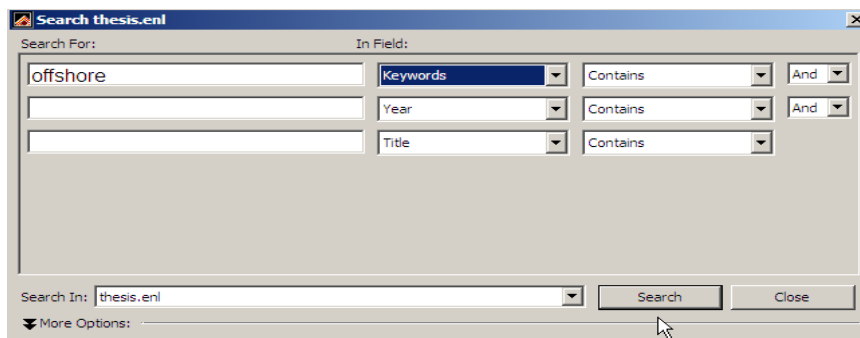 Search thesis.enl
Search For: In Field:
offshore Keywords Contains And
Year Contains And
Title Contains
Search In: thesis.enl Search Close
More Options: